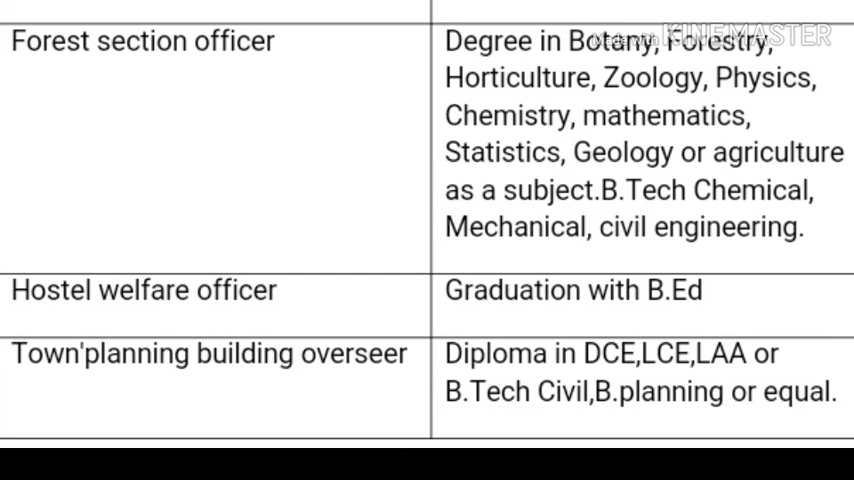 Made with KINEMASTER
Forest section officer
Degree in Botany, Forestry,
Horticulture, Zoology, Physics,
Chemistry, mathematics,
Statistics, Geology or agriculture
as a subject.B.Tech Chemical,
Mechanical, civil engineering.
Hostel welfare officer
Graduation with B.Ed
Town'planning building overseer
Diploma in DCE,LCE,LAA or
B.Tech Civil,B.planning or equal.